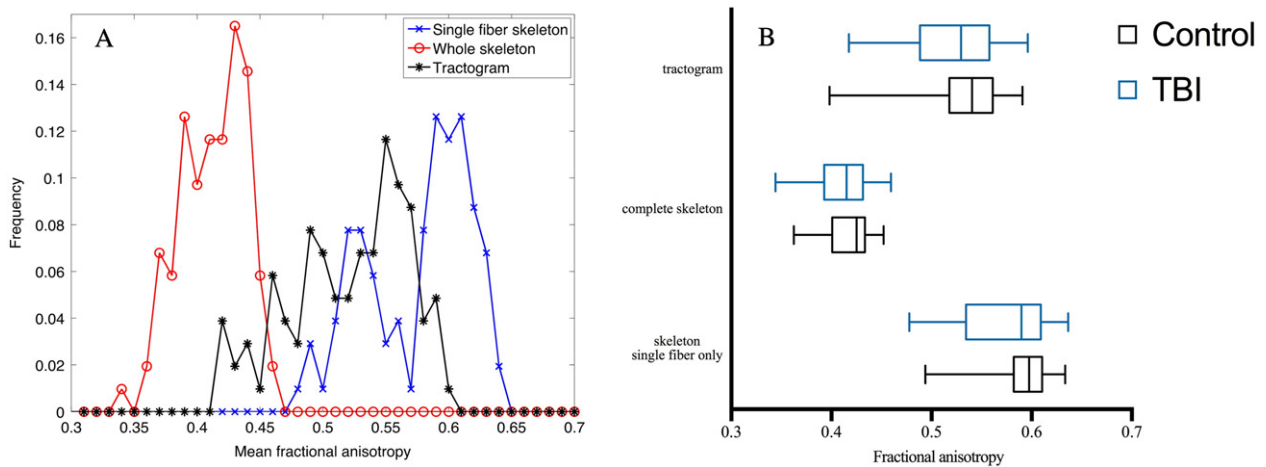 A
Single fiber skeleton
Whole skeleton
Tractogram
0.16
0.14
0.12
0.1
0.08
0.06
0.04
0.02
0
Frequency
0.3
0.35
0.4
0.45
0.5
0.55
0.6
0.65
0.7
Mean fractional anisotropy
B
Control
TBI
tractogram
complete skeleton
skeleton
single fiber only
0.3
0.4
0.5
0.6
0.7
Fractional anisotropy